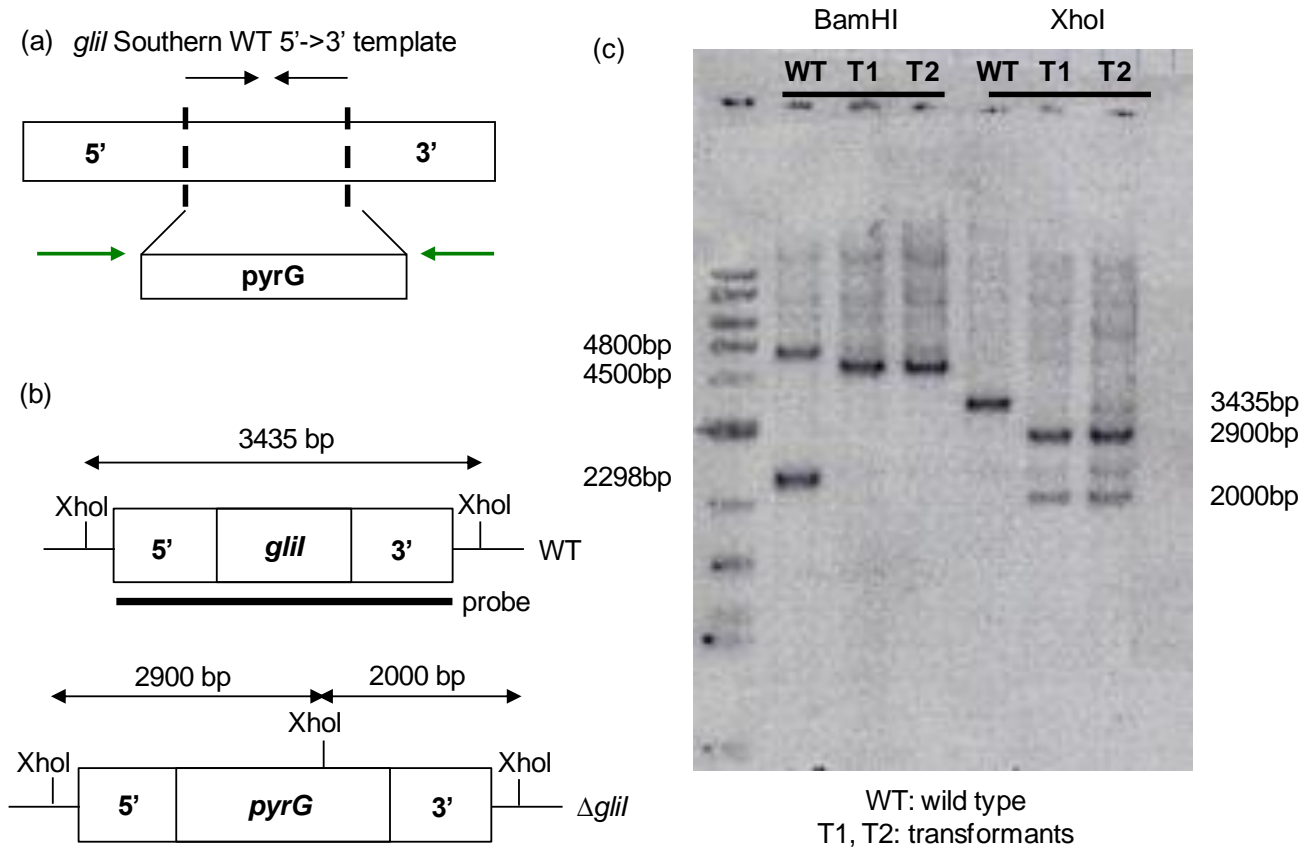 (a) gliI Southern WT 5’->3’ template
5’
3’
pyrG
(b)
3435 bp
XhoI
XhoI
5’
gliI
3’
WT
probe
2900 bp
2000 bp
XhoI
XhoI
XhoI
5’
pyrG
3’
ΔgliI
(c)
BamHI
XhoI
WT T1 T2
WT T1 T2
4800bp
4500bp
2298bp
3435bp
2900bp
2000bp
WT: wild type
T1, T2: transformants